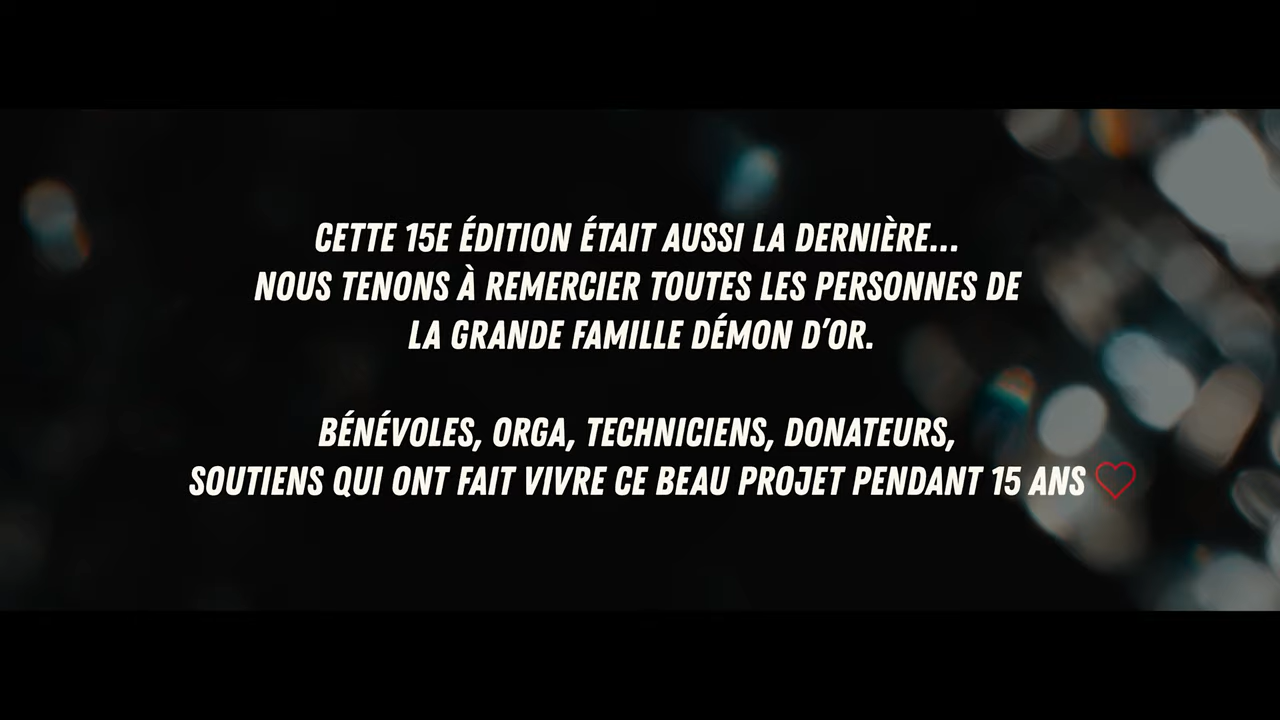 CETTE 15E ÉDITION ÉTAIT AUSSI LA DERNIÈRE...
NOUS TENONS À REMERCIER TOUTES LES PERSONNES DE
LA GRANDE FAMILLE DÉMON D'OR.
BÉNÉVOLES, ORGA, TECHNICIENS, DONATEURS,
SOUTIENS QUI ONT FAIT VIVRE CE BEAU PROJET PENDANT 15 ANS ♡